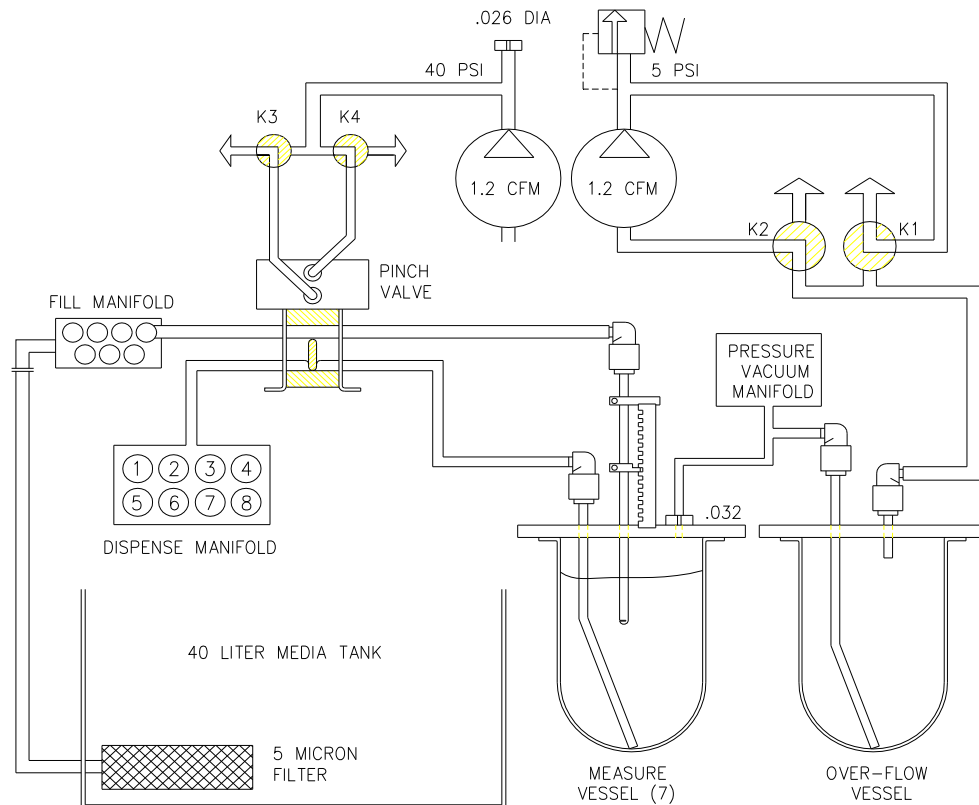 .026 DIA
40 PSI
5 PSI
K3
K4
1.2 CFM
1.2 CFM
K2
K1
PINCH
VALVE
FILL MANIFOLD
PRESSURE
VACUUM
MANIFOLD
1 2 3 4
5 6 7 8
.032
DISPENSE MANIFOLD
40 LITER MEDIA TANK
5 MICRON
FILTER
MEASURE
VESSEL (7)
OVER-FLOW
VESSEL